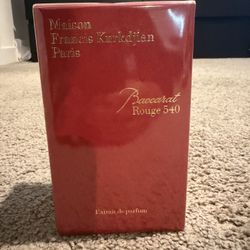 Maison
Francis Kurkdjian
Paris
Baccarat
Rouge 540
Extrait de parfum